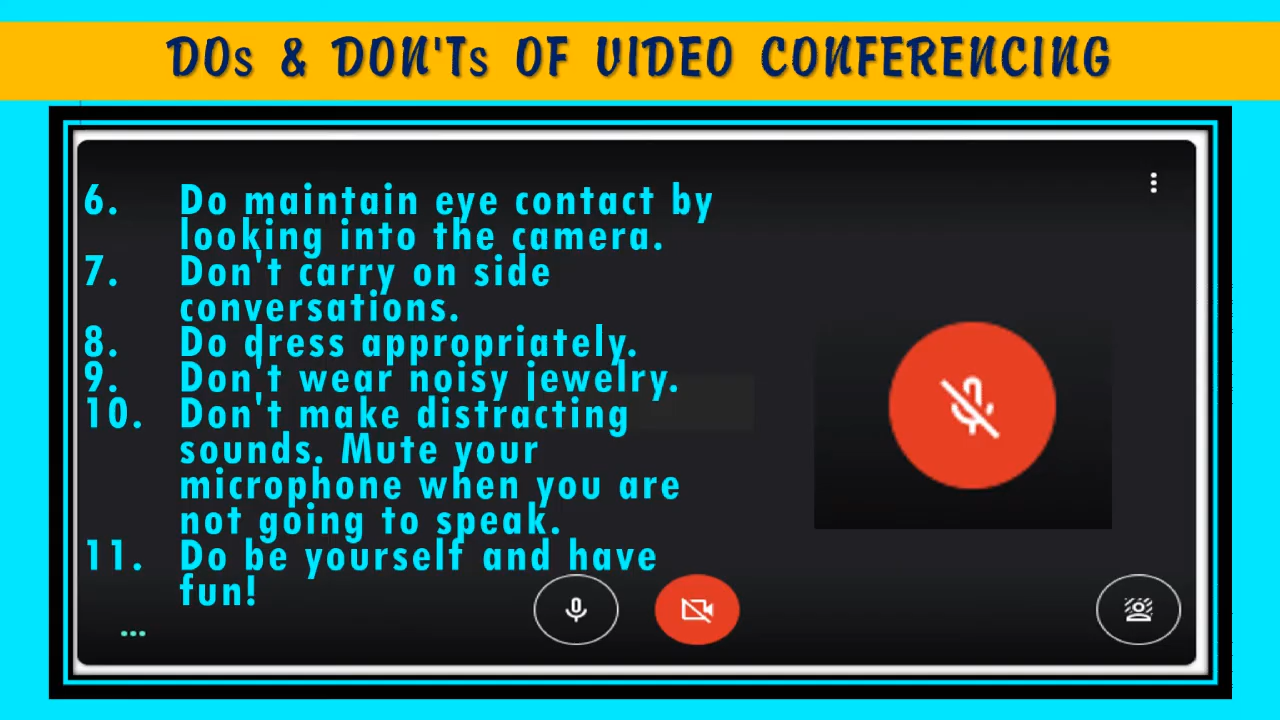 DOs & DON'Ts OF VIDEO CONFERENCING
6. Do maintain eye contact by
looking into the camera.
7. Don't carry on side
conversations.
8. Do dress appropriately.
9. Don't wear noisy jewelry.
10. Don't make distracting
sounds. Mute your
microphone when you are
not going to speak.
11. Do be yourself and have
fun!